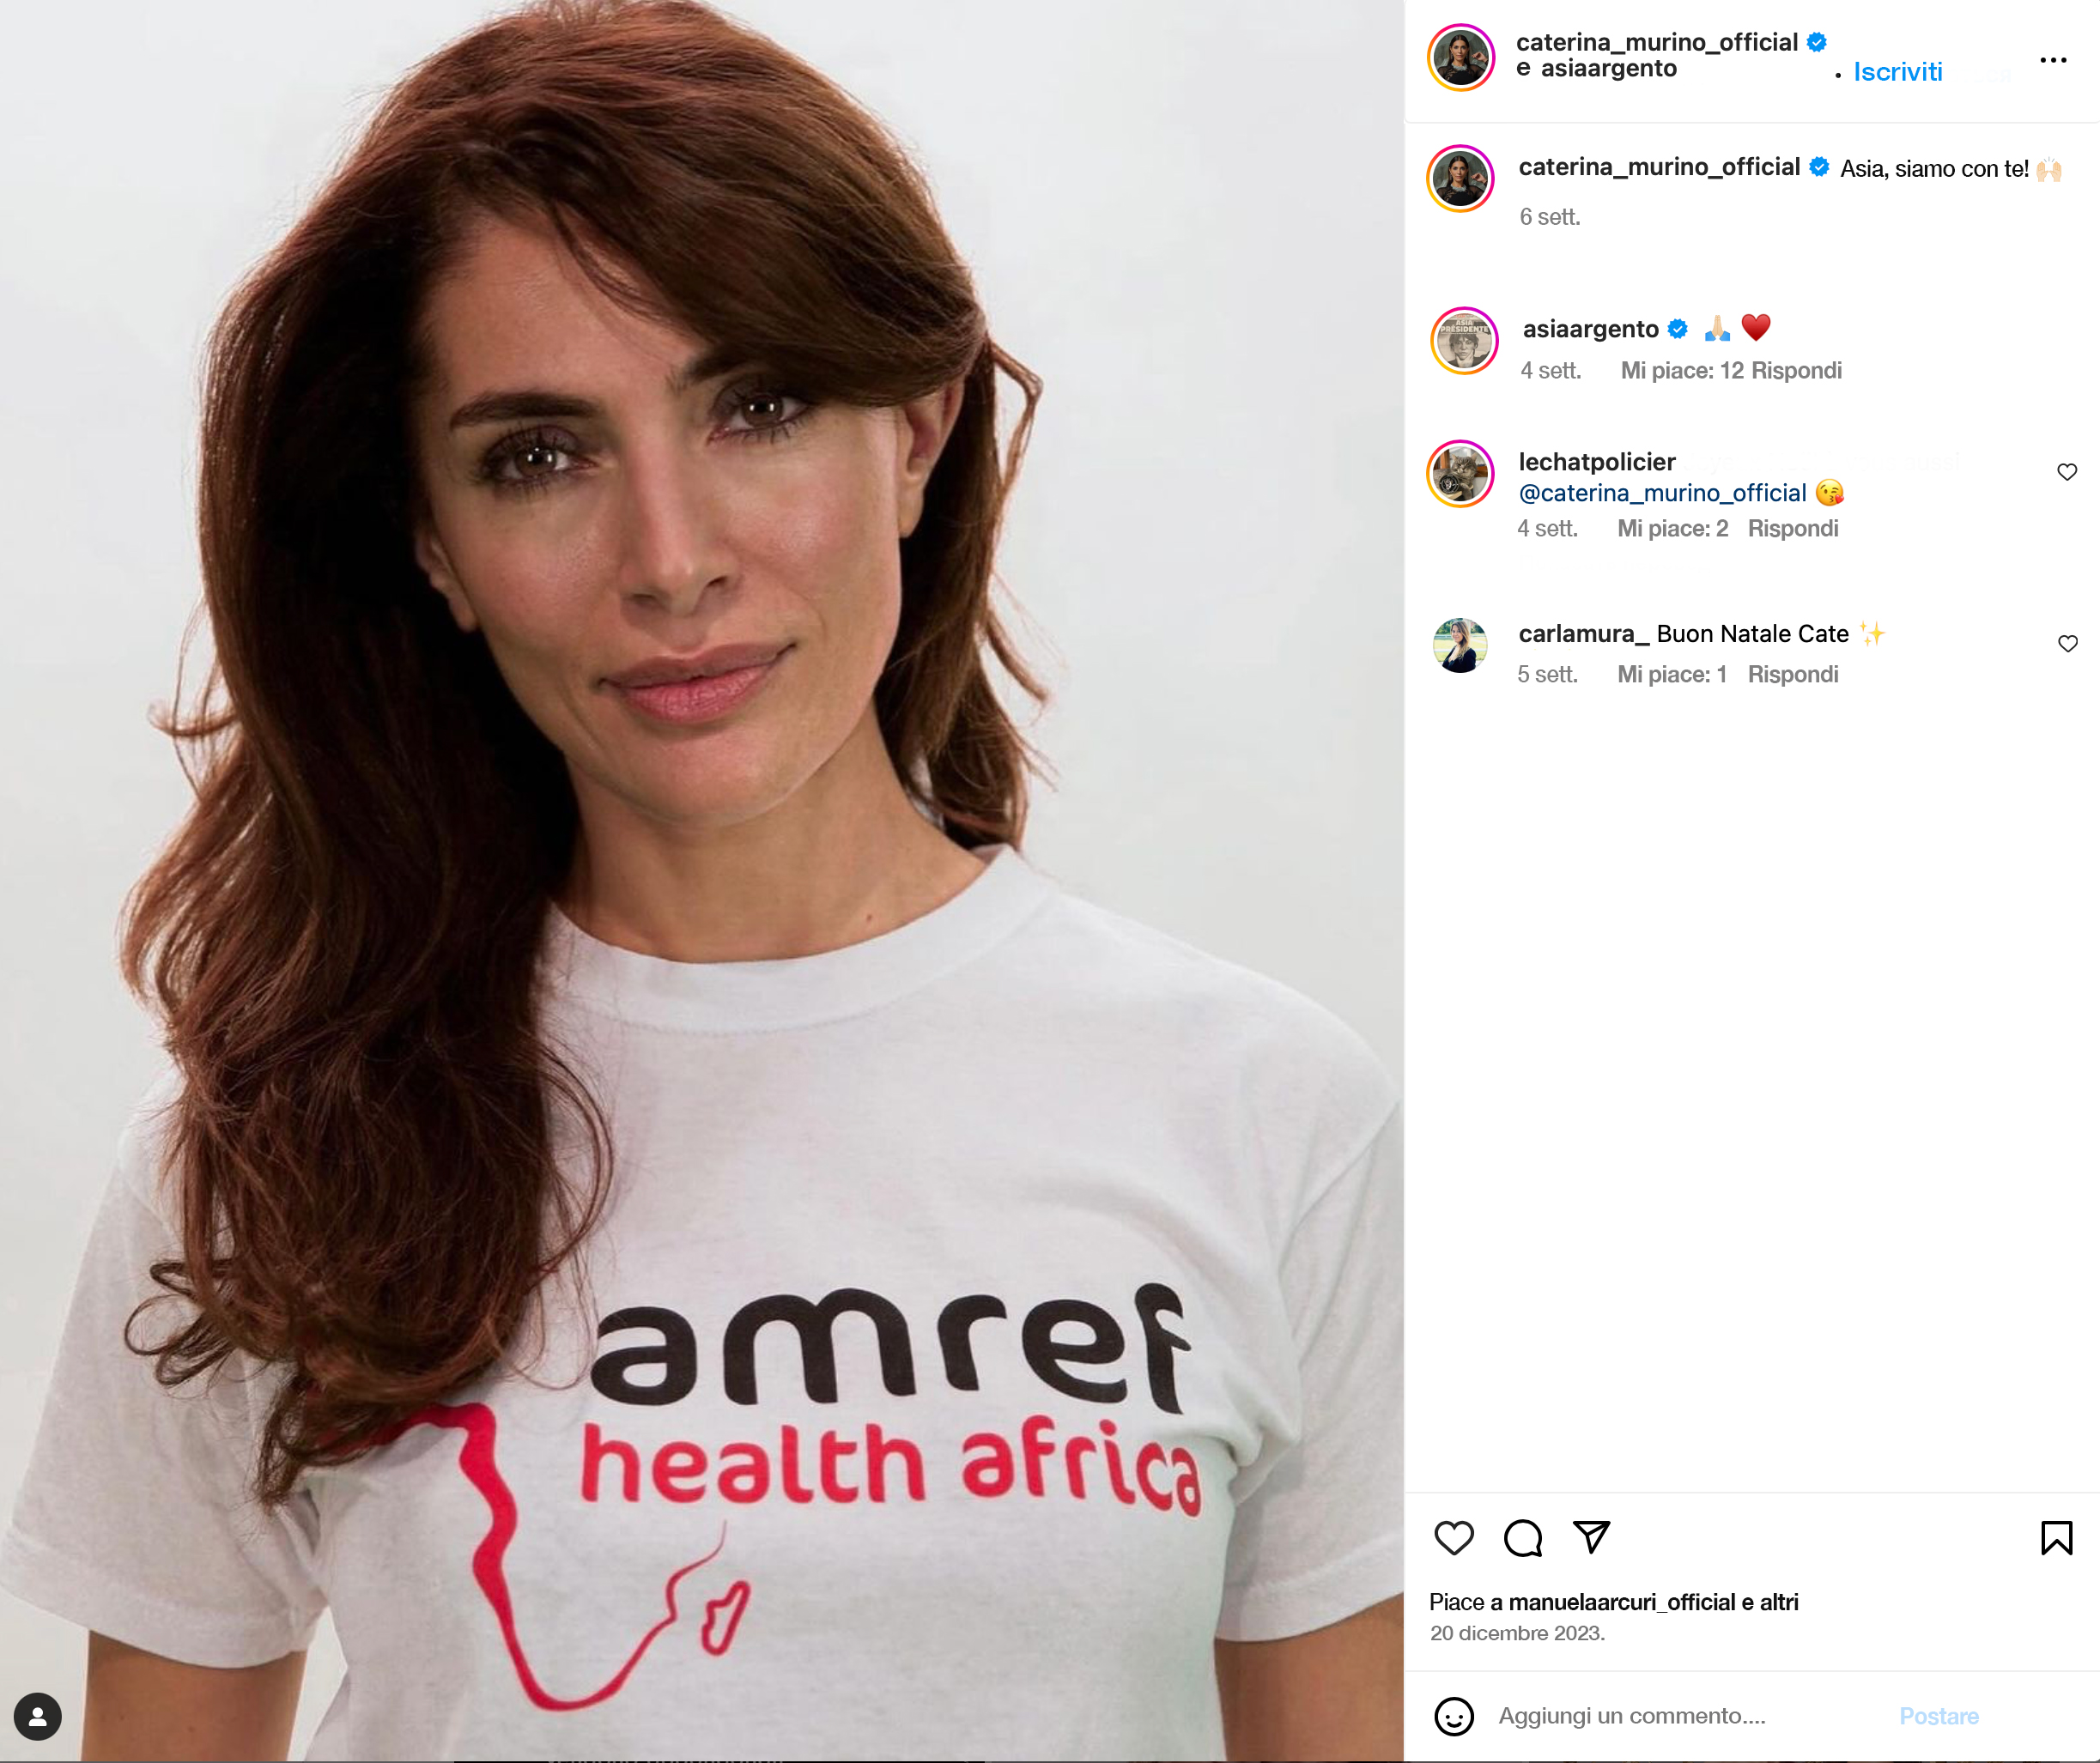 amref
health africa
caterina_murino_official
e asiaargento
• Iscriviti
caterina_murino_official Asia, siamo con te! 🙌🏻
6 sett.
asiaargento 🙏🏻 ♥️
4 sett. Mi piace: 12 Rispondi
lechatpolicier
@caterina_murino_official 😘
4 sett. Mi piace: 2 Rispondi
carlamura_ Buon Natale Cate ✨
5 sett. Mi piace: 1 Rispondi
Piace a manuelaarcuri_official e altri
20 dicembre 2023.
Aggiungi un commento....
Postare
ASIA
PRESIDENTE